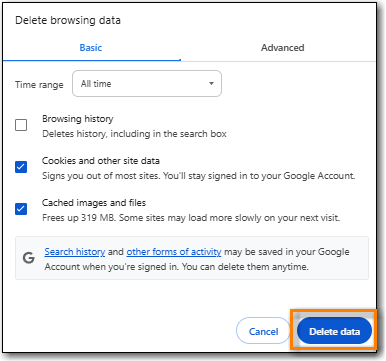 Delete browsing data
Basic
Advanced
Time range
All time
Browsing history
Deletes history, including in the search box
Cookies and other site data
Signs you out of most sites. You'll stay signed in to your Google Account.
Cached images and files
Frees up 319 MB. Some sites may load more slowly on your next visit.
G
Search history and other forms of activity may be saved in your Google
Account when you're signed in. You can delete them anytime.
Cancel
Delete data